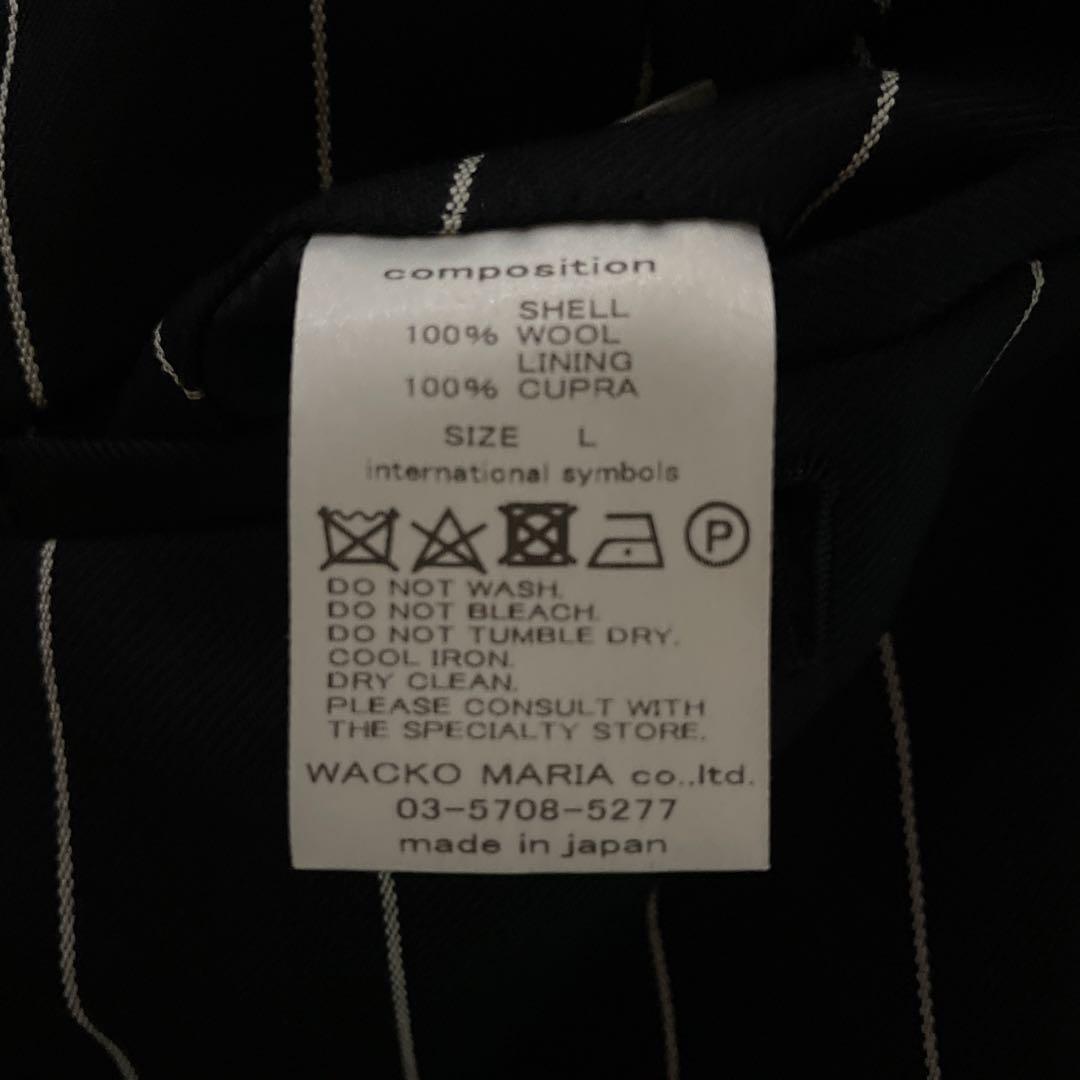 composition
SHELL
100% WOOL
LINING
100% CUPRA
SIZE L
international symbols
P
DO NOT WASH.
DO NOT BLEACH.
DO NOT TUMBLE DRY.
COOL IRON.
DRY CLEAN.
PLEASE CONSULT WITH
THE SPECIALTY STORE.
WACKO MARIA co.,ltd.
03-5708-5277
made in japan